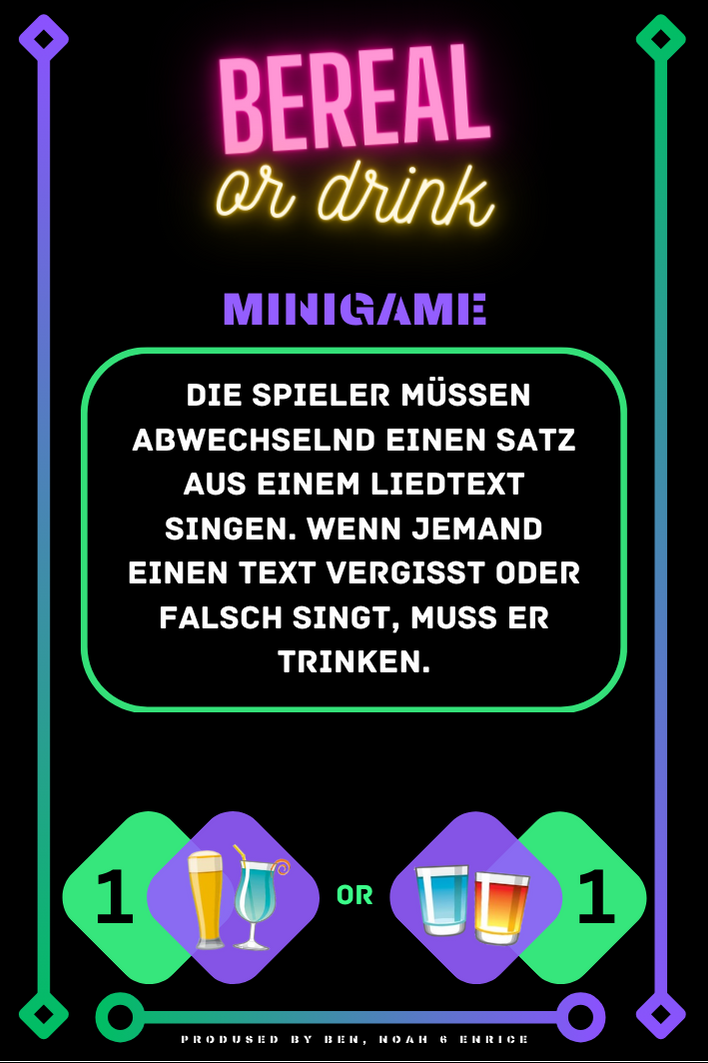 BEREAL
or drink
MINIGAME
DIE SPIELER MÜSSEN
ABWECHSELND EINEN SATZ
AUS EINEM LIEDTEXT
SINGEN. WENN JEMAND
EINEN TEXT VERGISST ODER
FALSCH SINGT, MUSS ER
TRINKEN.
1 OR 1
PRODUSED BY BEN, NOAH & ENRICE